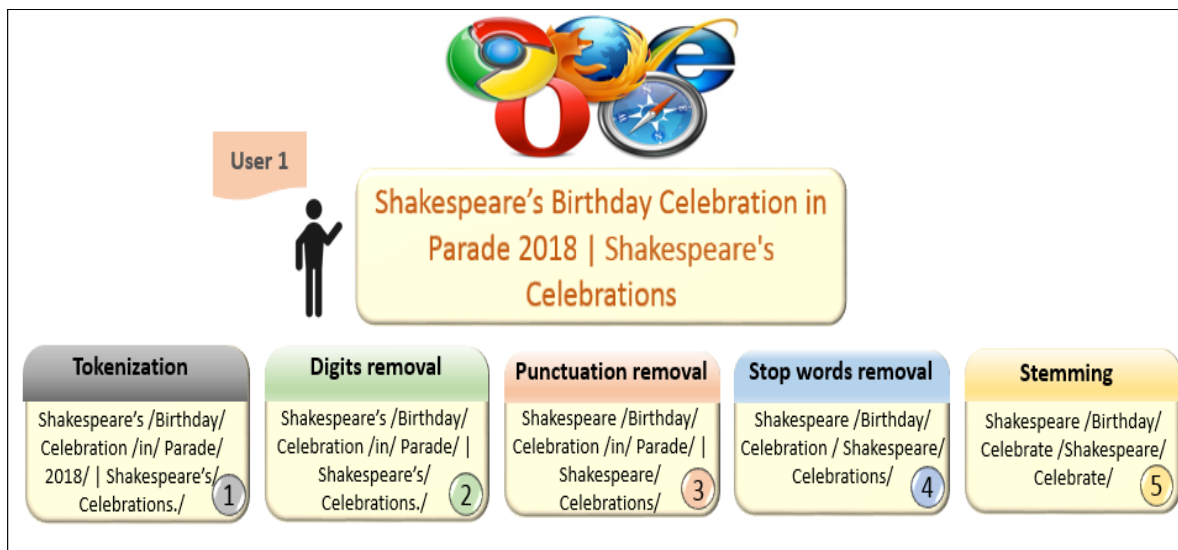 User 1
Shakespeare’s Birthday Celebration in
Parade 2018 | Shakespeare's
Celebrations
Tokenization
Shakespeare’s /Birthday/
Celebration /in/ Parade/
2018/ | Shakespeare’s/
Celebrations./
1
Digits removal
Shakespeare’s /Birthday/
Celebration /in/ Parade/ |
Shakespeare’s/
Celebrations./
2
Punctuation removal
Shakespeare /Birthday/
Celebration /in/ Parade/ |
Shakespeare/
Celebrations/
3
Stop words removal
Shakespeare /Birthday/
Celebration / Shakespeare/
Celebrations/
4
Stemming
Shakespeare /Birthday/
Celebrate /Shakespeare/
Celebrate/
5